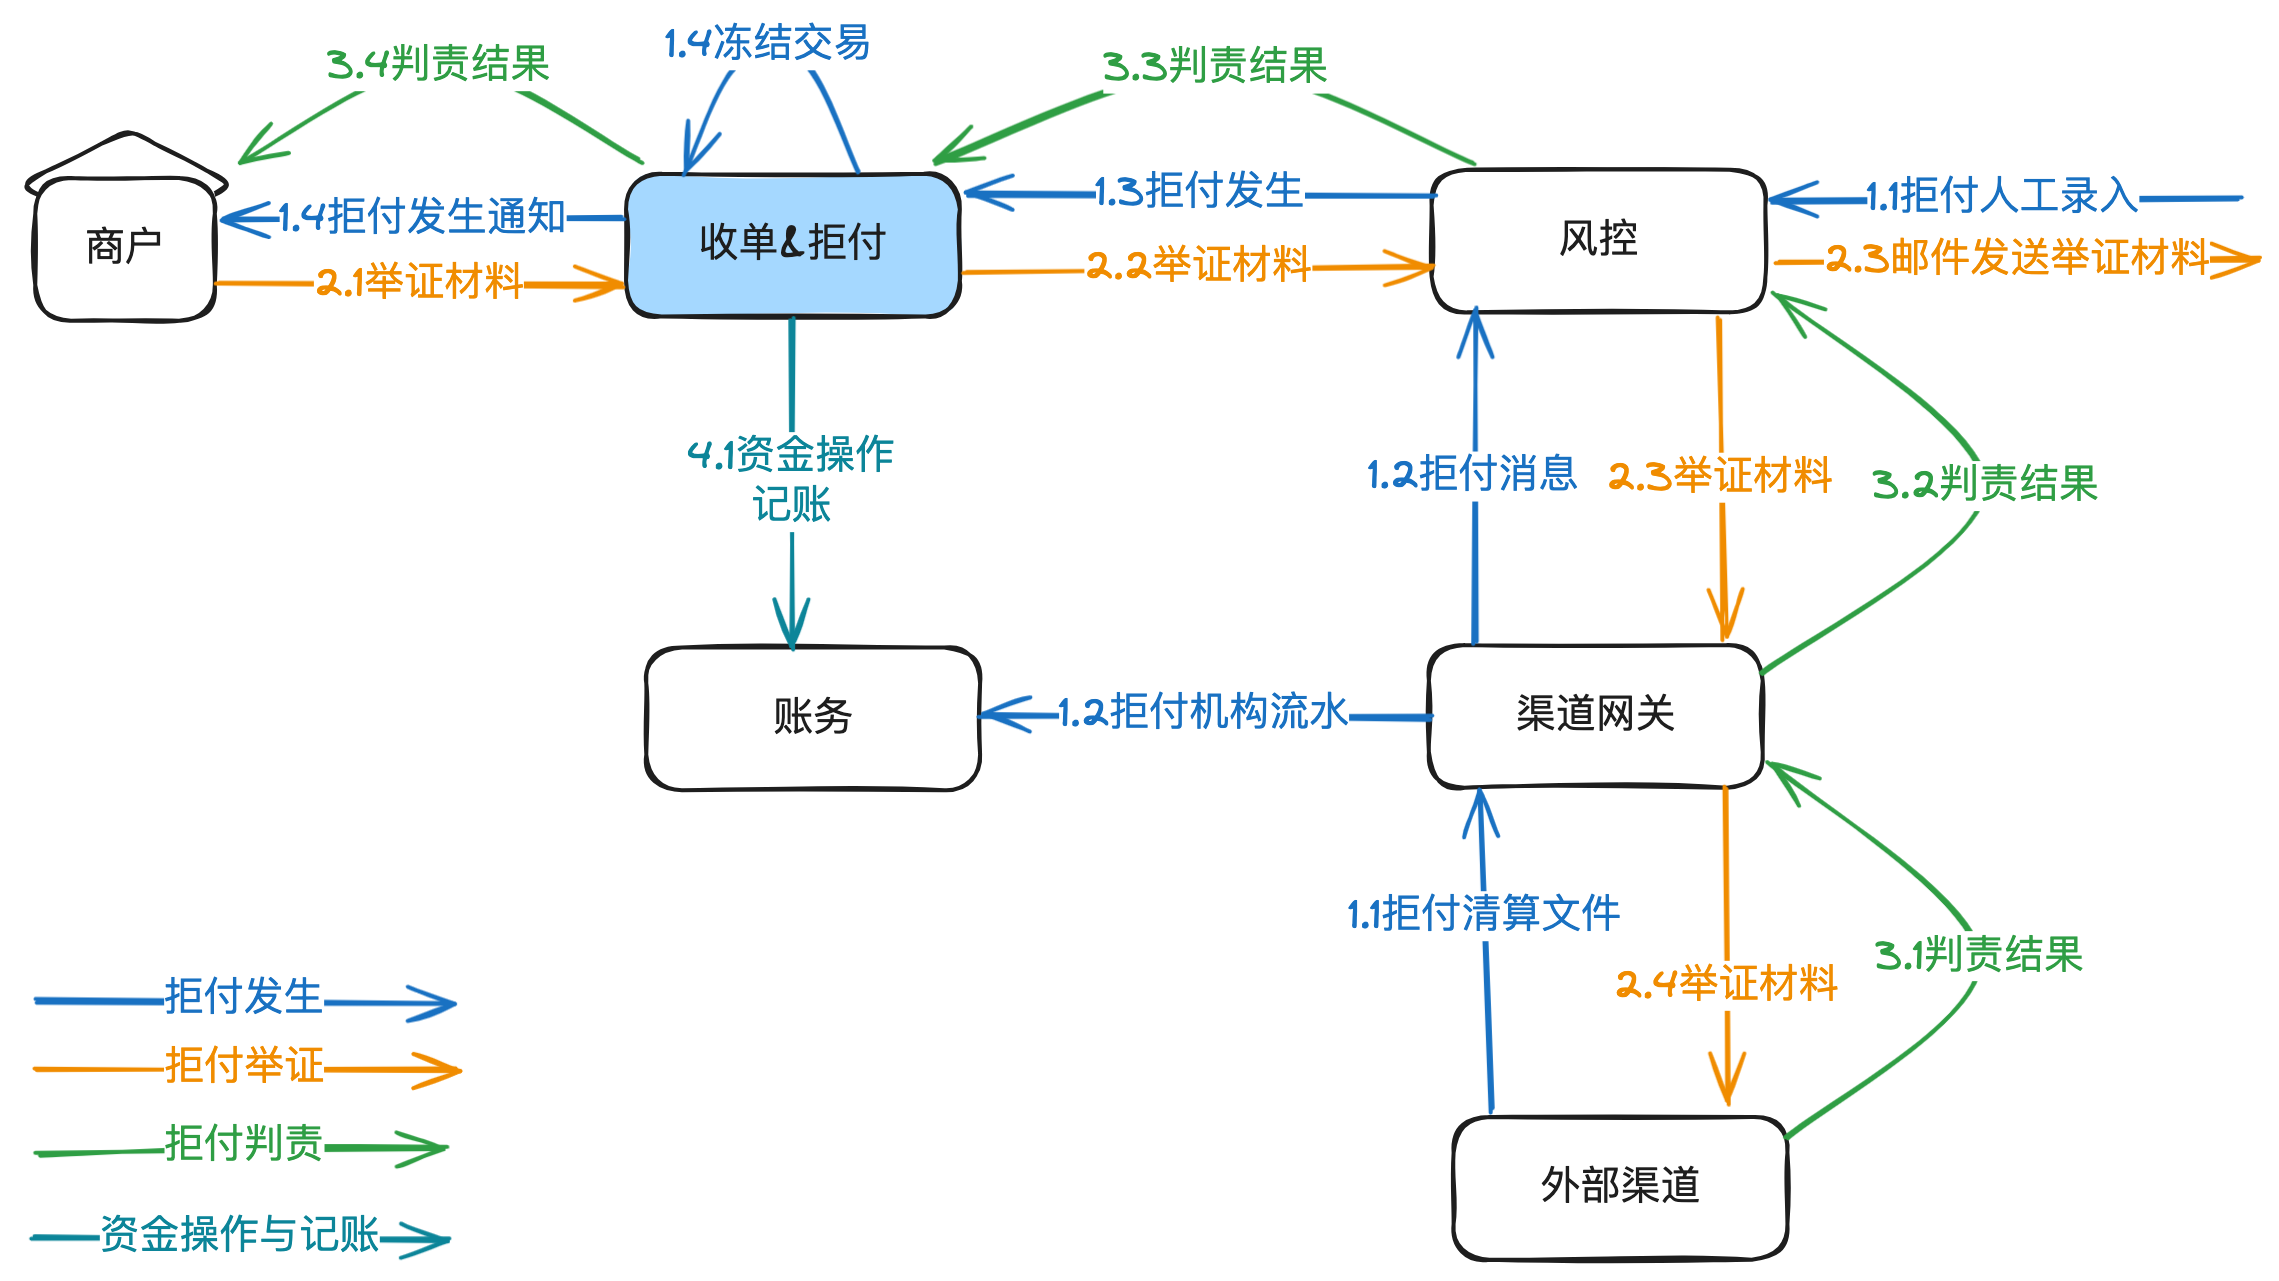 1.4冻结交易
3.4判责结果
3.3判责结果
1.3拒付发生
1.1拒付人工录入
1.4拒付发生通知
商户
收单&拒付
风控
2.2举证材料
2.3邮件发送举证材料
2.1举证材料
4.1资金操作
记账
1.2拒付消息
2.3举证材料
3.2判责结果
账务
1.2拒付机构流水
渠道网关
1.1拒付清算文件
3.1判责结果
2.4举证材料
拒付发生
拒付举证
拒付判责
外部渠道
资金操作与记账